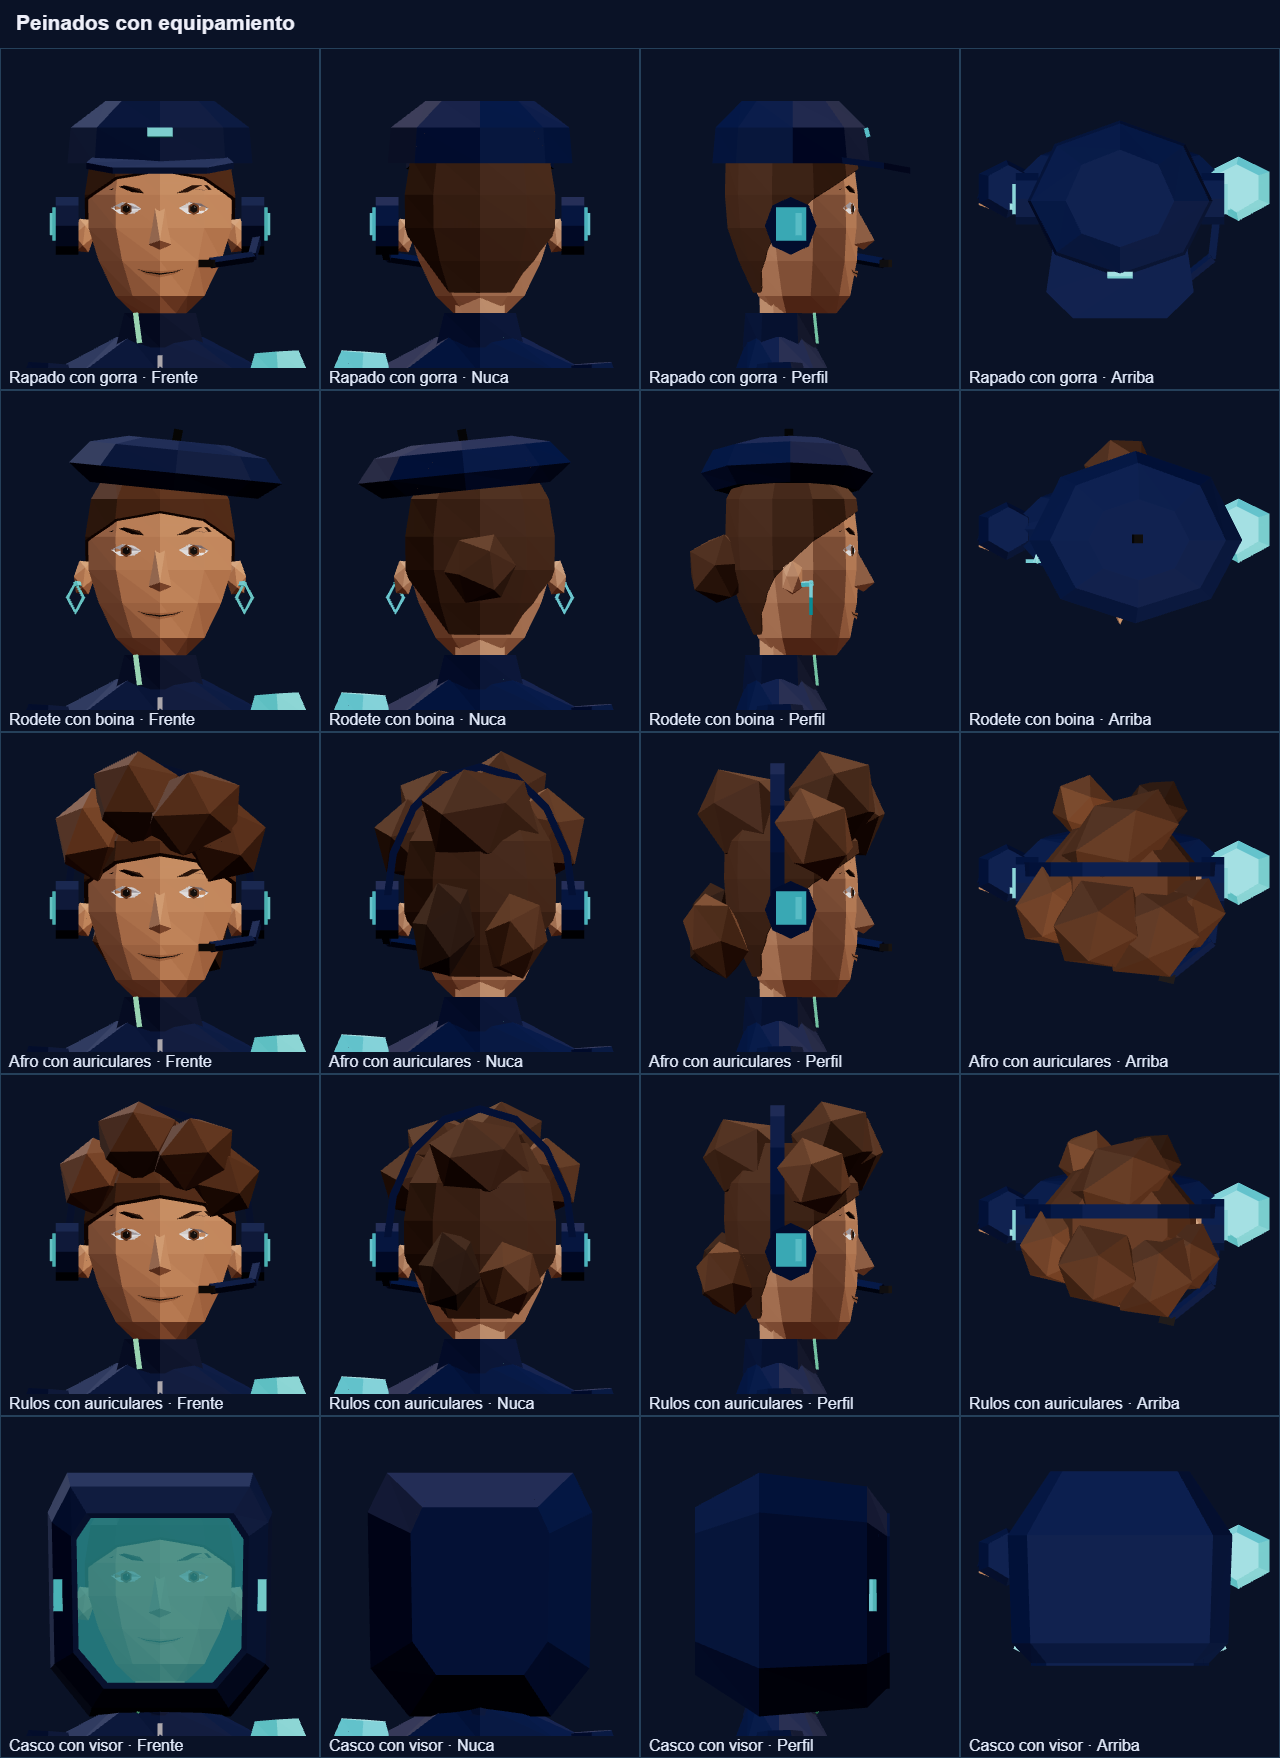 Peinados con equipamiento
Rapado con gorra · Frente
Rapado con gorra · Nuca
Rapado con gorra · Perfil
Rapado con gorra · Arriba
Rodete con boina · Frente
Rodete con boina · Nuca
Rodete con boina · Perfil
Rodete con boina · Arriba
Afro con auriculares · Frente
Afro con auriculares · Nuca
Afro con auriculares · Perfil
Afro con auriculares · Arriba
Rulos con auriculares · Frente
Rulos con auriculares · Nuca
Rulos con auriculares · Perfil
Rulos con auriculares · Arriba
Casco con visor · Frente
Casco con visor · Nuca
Casco con visor · Perfil
Casco con visor · Arriba